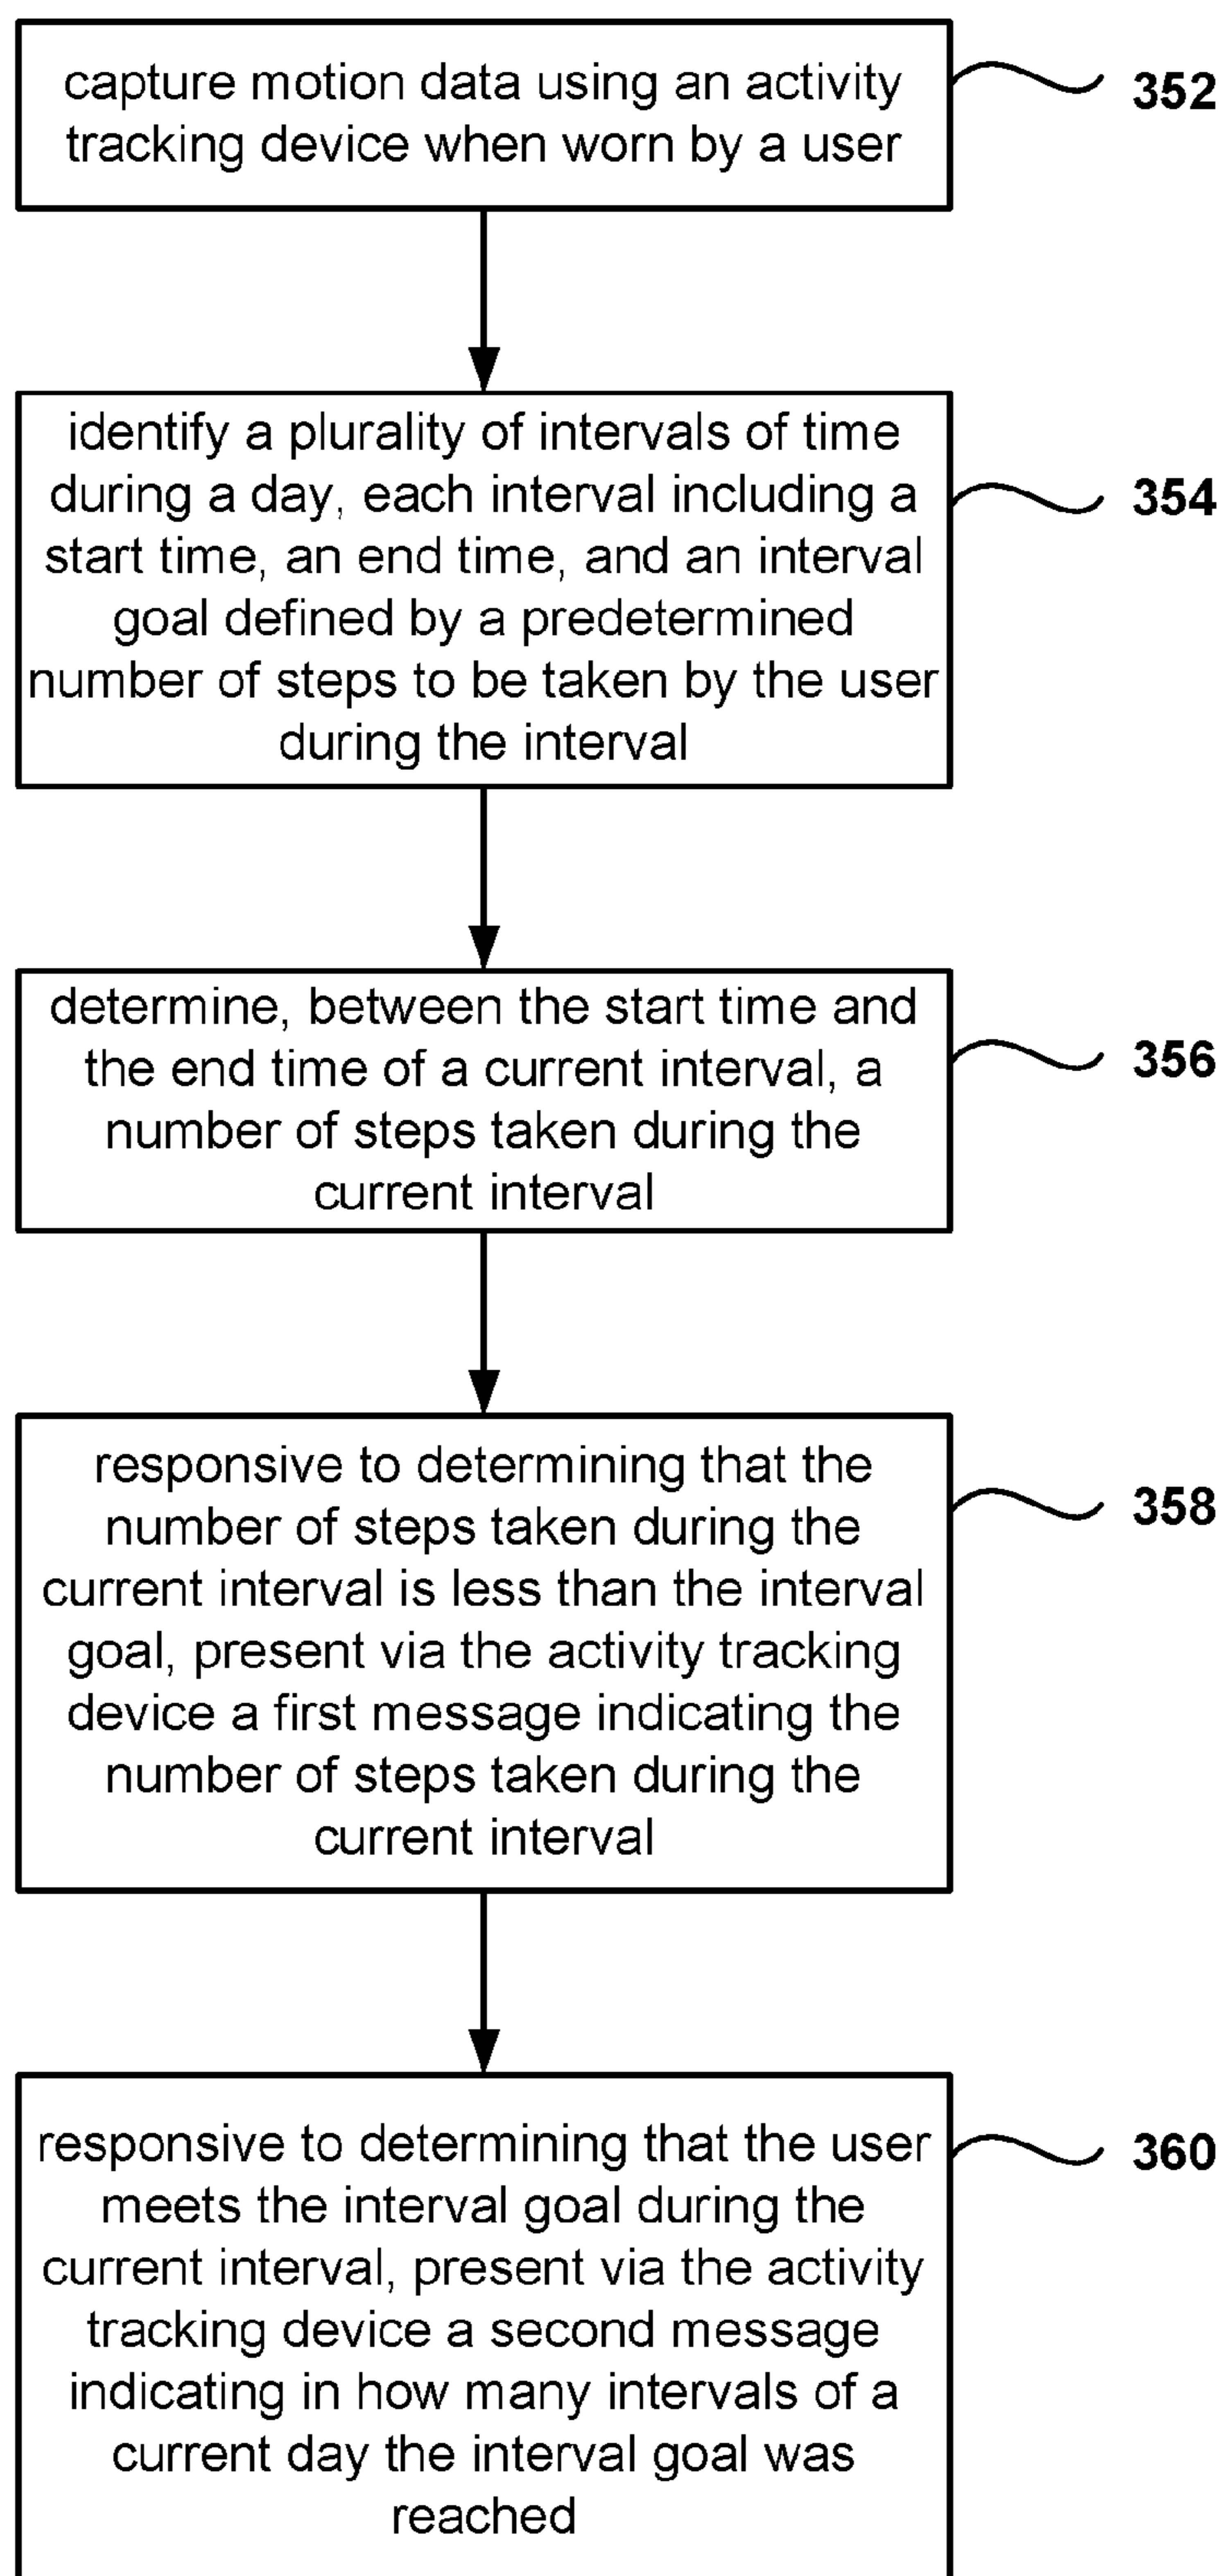 capture motion data using an activity
tracking device when worn by a user
352
identify a plurality of intervals of time
during a day, each interval including a
start time, an end time, and an interval
goal defined by a predetermined
number of steps to be taken by the user
during the interval
354
determine, between the start time and
the end time of a current interval, a
number of steps taken during the
current interval
356
responsive to determining that the
number of steps taken during the
current interval is less than the interval
goal, present via the activity tracking
device a first message indicating the
number of steps taken during the
current interval
358
responsive to determining that the user
meets the interval goal during the
current interval, present via the activity
tracking device a second message
indicating in how many intervals of a
current day the interval goal was
reached
360